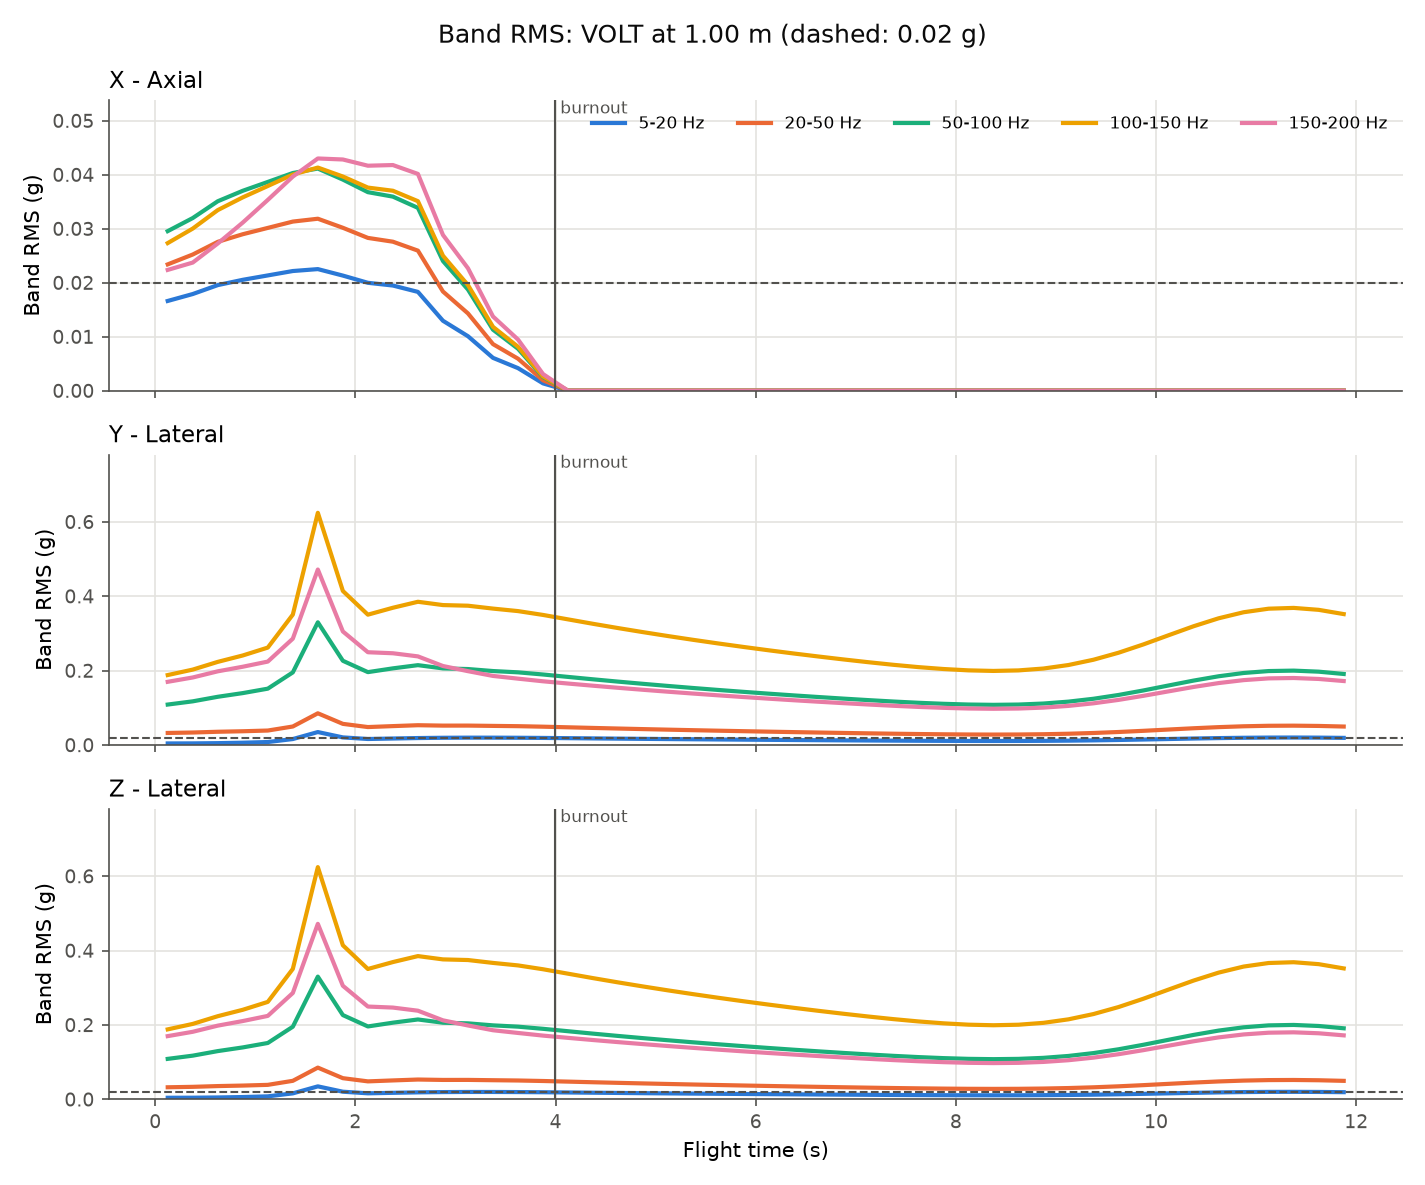 Band RMS: VOLT at 1.00 m (dashed: 0.02 g)
X - Axial
burnout
5-20 Hz 20-50 Hz 50-100 Hz 100-150 Hz 150-200 Hz
Band RMS (g)
0.05
0.04
0.03
0.02
0.01
0.00
Y - Lateral
burnout
Band RMS (g)
0.6
0.4
0.2
0.0
Z - Lateral
burnout
Band RMS (g)
0.6
0.4
0.2
0.0
0 2 4 6 8 10 12
Flight time (s)